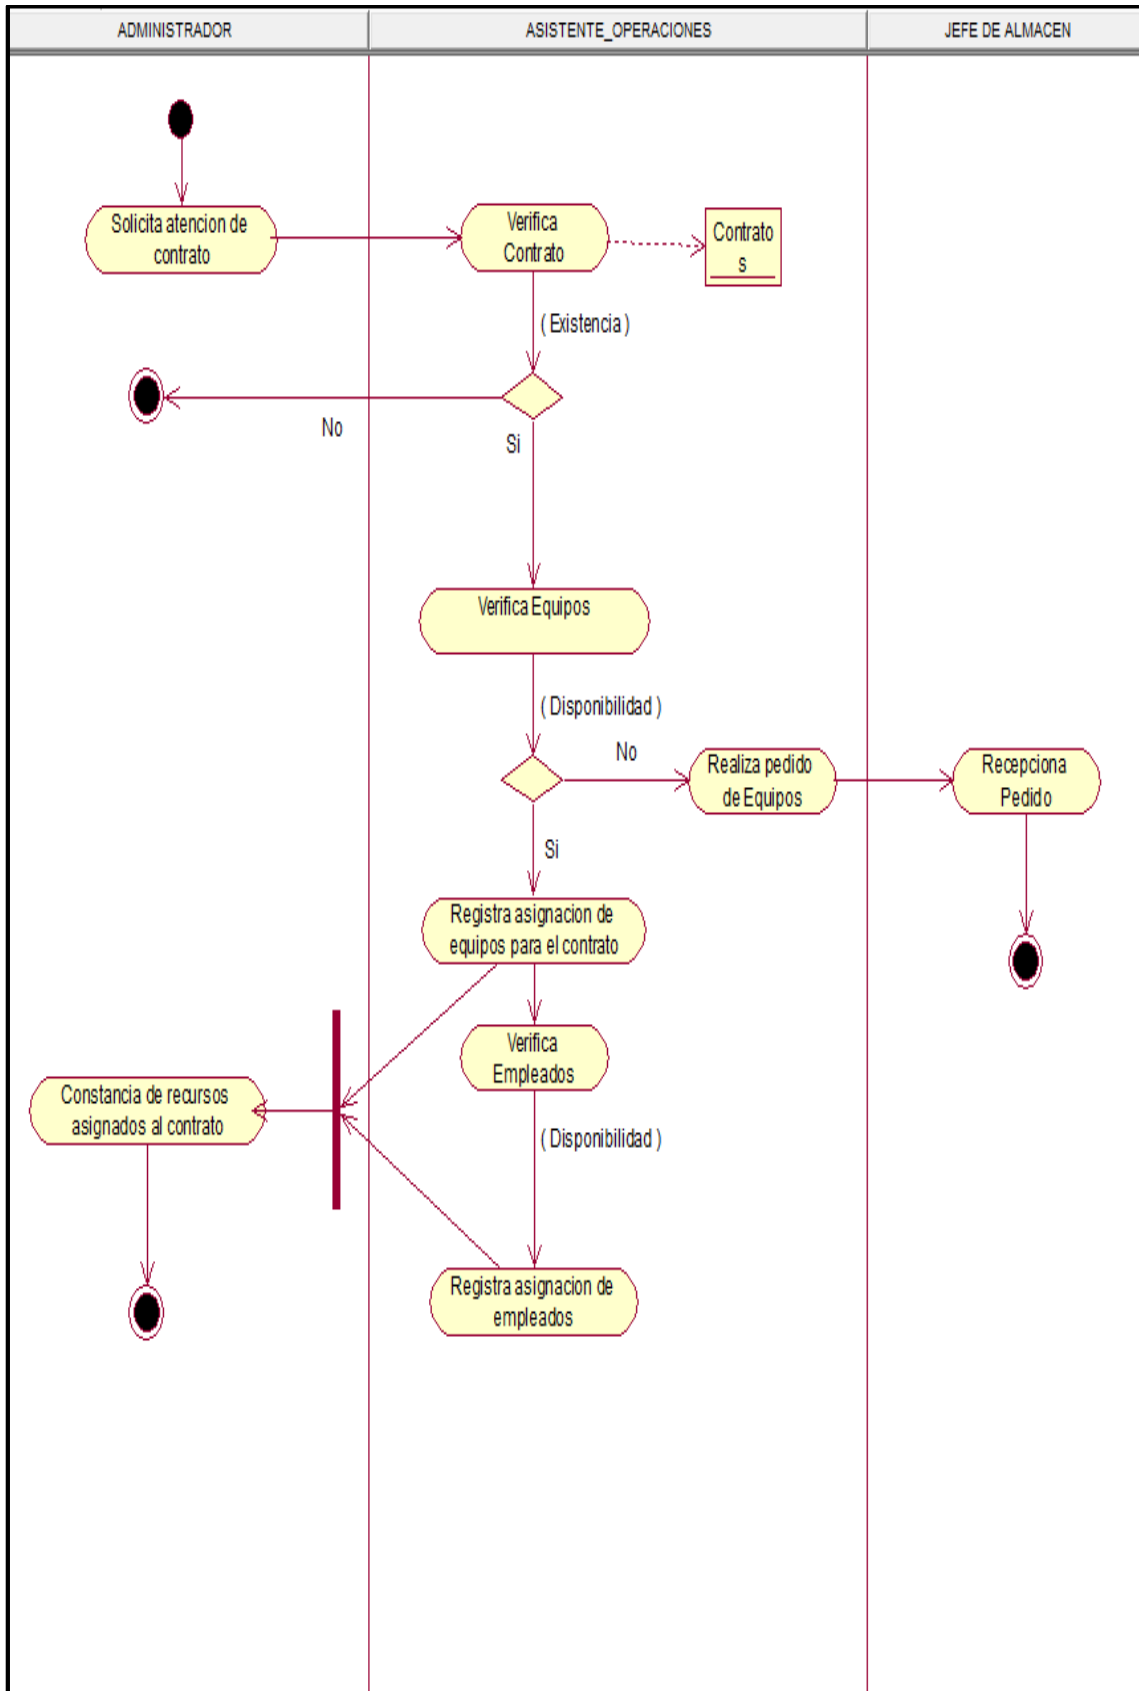 ADMINISTRADOR
ASISTENTE_OPERACIONES
JEFE DE ALMACEN
Solicita atencion de
contrato
Verifica
Contrato
Contrato
s
( Existencia )
No
Si
Verifica Equipos
( Disponibilidad )
No
Realiza pedido
de Equipos
Recepciona
Pedido
Si
Registra asignacion de
equipos para el contrato
Verifica
Empleados
Constancia de recursos
asignados al contrato
( Disponibilidad )
Registra asignacion de
empleados